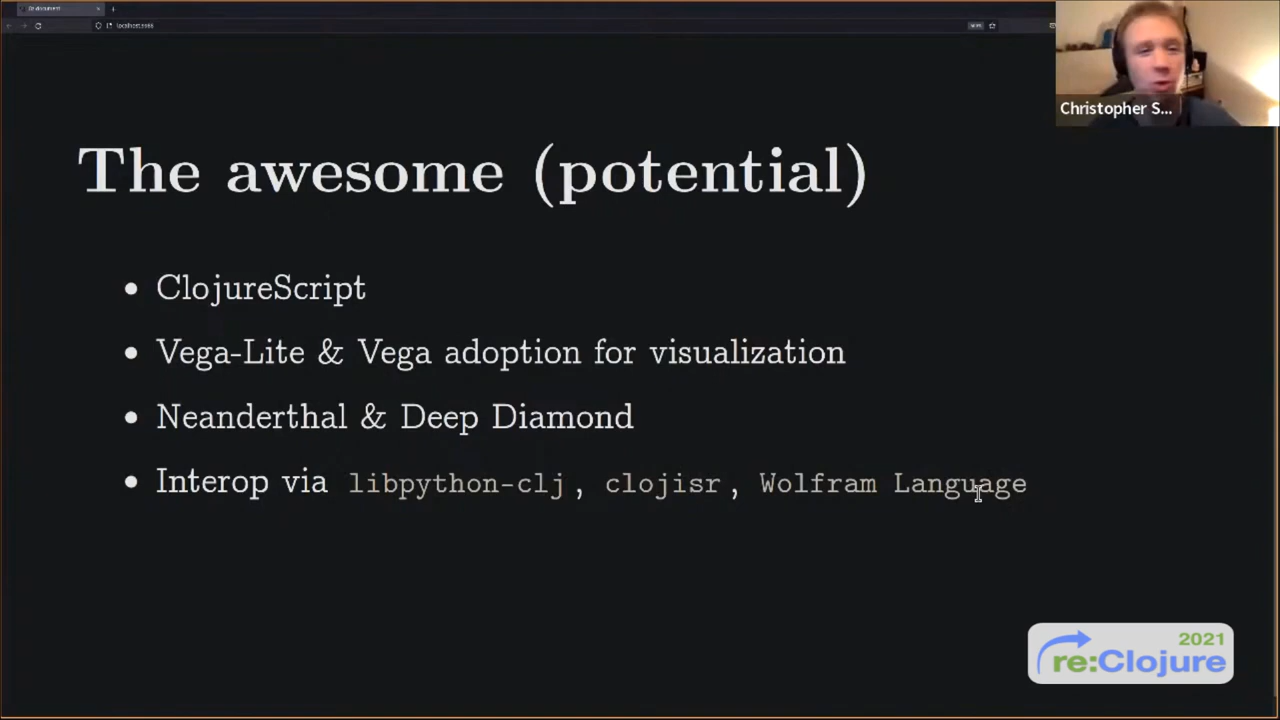 localhost
Christopher S...
The awesome (potential)
• ClojureScript
• Vega-Lite & Vega adoption for visualization
• Neanderthal & Deep Diamond
• Interop via libpython-clj, clojisr, Wolfram Language
2021
re:Clojure